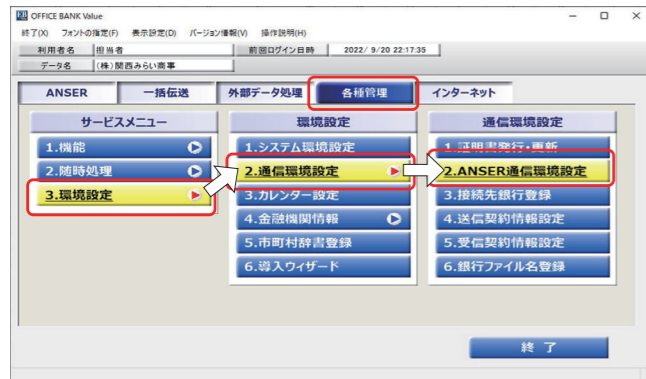 OFFICE BANK Value
終了(X) フォントの指定(F) 表示設定(D) バージョン情報(V) 操作説明(H)
利用者名 担当者 前回ログイン日時 2022/ 9/20 22:17:35
データ名 (株)関西みらい商事
ANSER 一括伝送 外部データ処理 各種管理 インターネット
サービスメニュー
1.機能
2.随時処理
3.環境設定
環境設定
1.システム環境設定
2.通信環境設定
3.カレンダー設定
4.金融機関情報
5.市町村辞書登録
6.導入ウィザード
通信環境設定
1.証明書発行・更新
2.ANSER通信環境設定
3.接続先銀行登録
4.送信契約情報設定
5.受信契約情報設定
6.銀行ファイル名登録
終 了